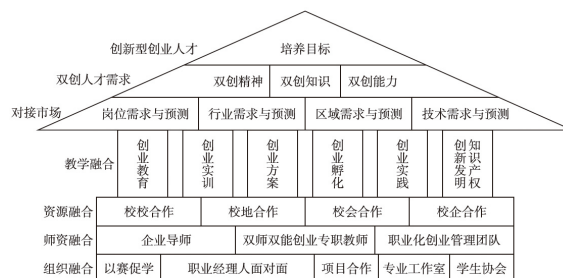 创新型创业人才 培养目标
双创人才需求 双创精神 双创知识 双创能力
对接市场 岗位需求与预测 行业需求与预测 区域需求与预测 技术需求与预测
教学融合 创业教育 创业实训 创业方案 创业孵化 创业实践 知识产权创新发明
资源融合 校校合作 校地合作 校会合作 校企合作
师资融合 企业导师 双师双能创业专职教师 职业化创业管理团队
组织融合 以赛促学 职业经理人面对面 项目合作 专业工作室 学生协会